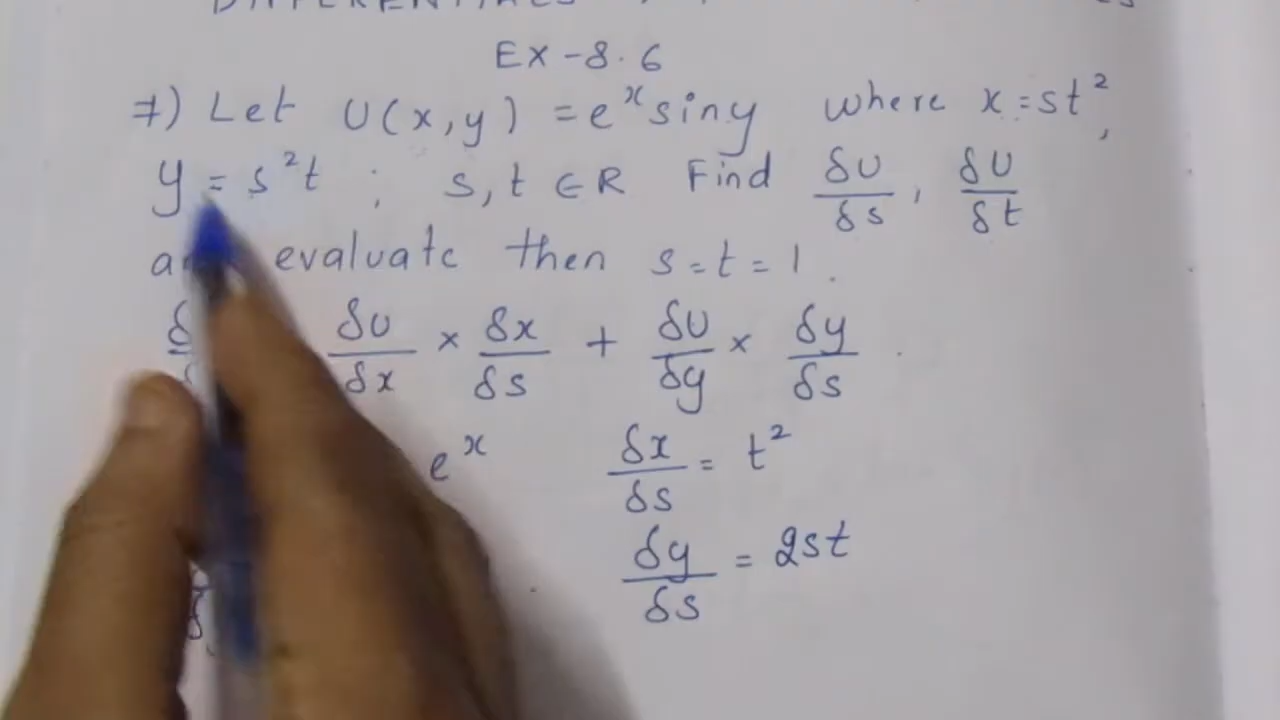 EX-8.6
7) Let U(x,y) = e^x siny where x = st²,
y = s²t ; s, t ∈ R Find δU/δs, δU/δt
evaluate then s = t = 1.
δU/δx × δx/δs + δU/δy × δy/δs
e^x δx/δs = t²
δy/δs = 2st